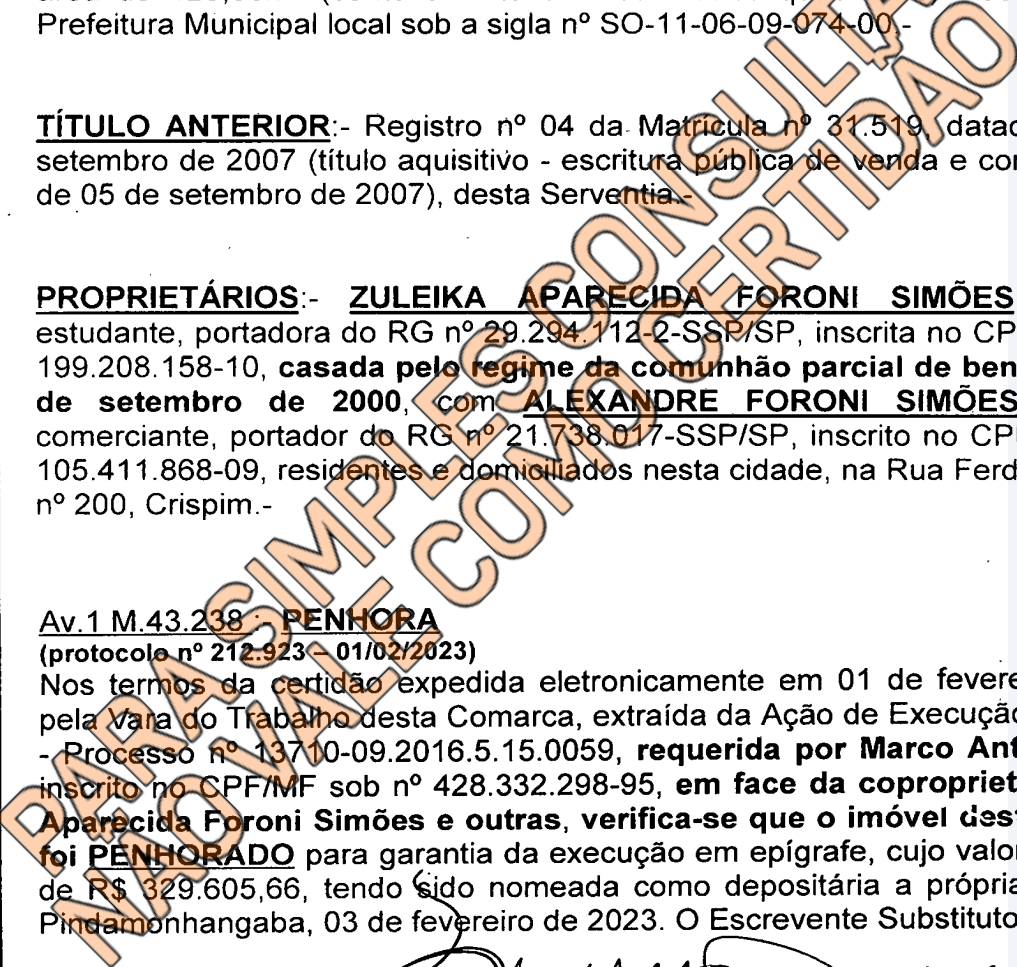 Prefeitura Municipal local sob a sigla nº SO-11-06-09-074-00.-
TÍTULO ANTERIOR:- Registro nº 04 da Matrícula nº 31.519, datad
setembro de 2007 (título aquisitivo - escritura pública de venda e co
de 05 de setembro de 2007), desta Serventia.-
PROPRIETÁRIOS:- ZULEIKA APARECIDA FORONI SIMÕES
estudante, portadora do RG nº 29.294.112-2-SSP/SP, inscrita no CP
199.208.158-10, casada pelo regime da comunhão parcial de ben
de setembro de 2000, com ALEXANDRE FORONI SIMÕES
comerciante, portador do RG nº 21.738.017-SSP/SP, inscrito no CP
105.411.868-09, residentes e domiciliados nesta cidade, na Rua Ferd
nº 200, Crispim.-
Av.1 M.43.238 : PENHORA
(protocolo nº 212.923 – 01/02/2023)
Nos termos da certidão expedida eletronicamente em 01 de fevere
pela Vara do Trabalho desta Comarca, extraída da Ação de Execução
- Processo nº 13710-09.2016.5.15.0059, requerida por Marco Ant
inscrito no CPF/MF sob nº 428.332.298-95, em face da copropriet
Aparecida Foroni Simões e outras, verifica-se que o imóvel dest
foi PENHORADO para garantia da execução em epígrafe, cujo valo
de R$ 329.605,66, tendo sido nomeada como depositária a própria
Pindamonhangaba, 03 de fevereiro de 2023. O Escrevente Substituto
PARA SIMPLES CONSULTA
NÃO VALE COMO CERTIDÃO